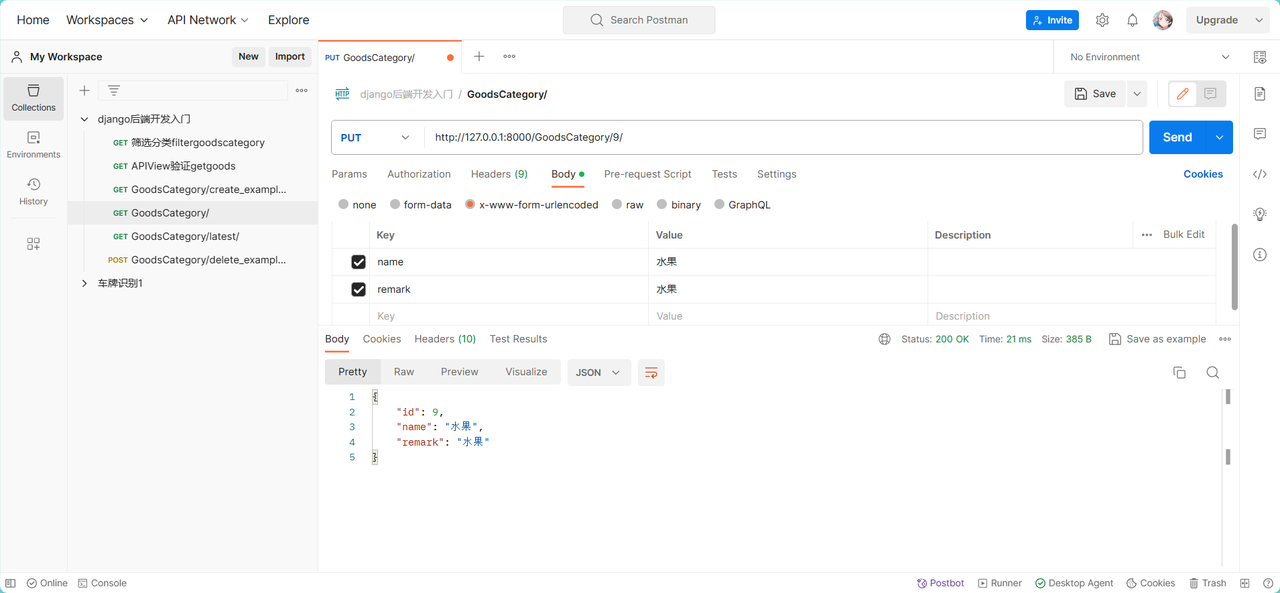 Home Workspaces API Network Explore Search Postman Invite Upgrade
My Workspace New Import PUT GoodsCategory/ No Environment
Collections
Environments
History
django后端开发入门
GET 筛选分类filtergoodscategory
GET APIView验证getgoods
GET GoodsCategory/create_exampl...
GET GoodsCategory/
GET GoodsCategory/latest/
POST GoodsCategory/delete_exampl...
车牌识别1
HTTP django后端开发入门 / GoodsCategory/ Save
PUT http://127.0.0.1:8000/GoodsCategory/9/ Send
Params Authorization Headers (9) Body Pre-request Script Tests Settings Cookies
none form-data x-www-form-urlencoded raw binary GraphQL
Key Value Description Bulk Edit
name 水果
remark 水果
Key Value Description
Body Cookies Headers (10) Test Results Status: 200 OK Time: 21 ms Size: 385 B Save as example
Pretty Raw Preview Visualize JSON
1 {
2 "id": 9,
3 "name": "水果",
4 "remark": "水果"
5 }
Online Console Postbot Runner Desktop Agent Cookies Trash